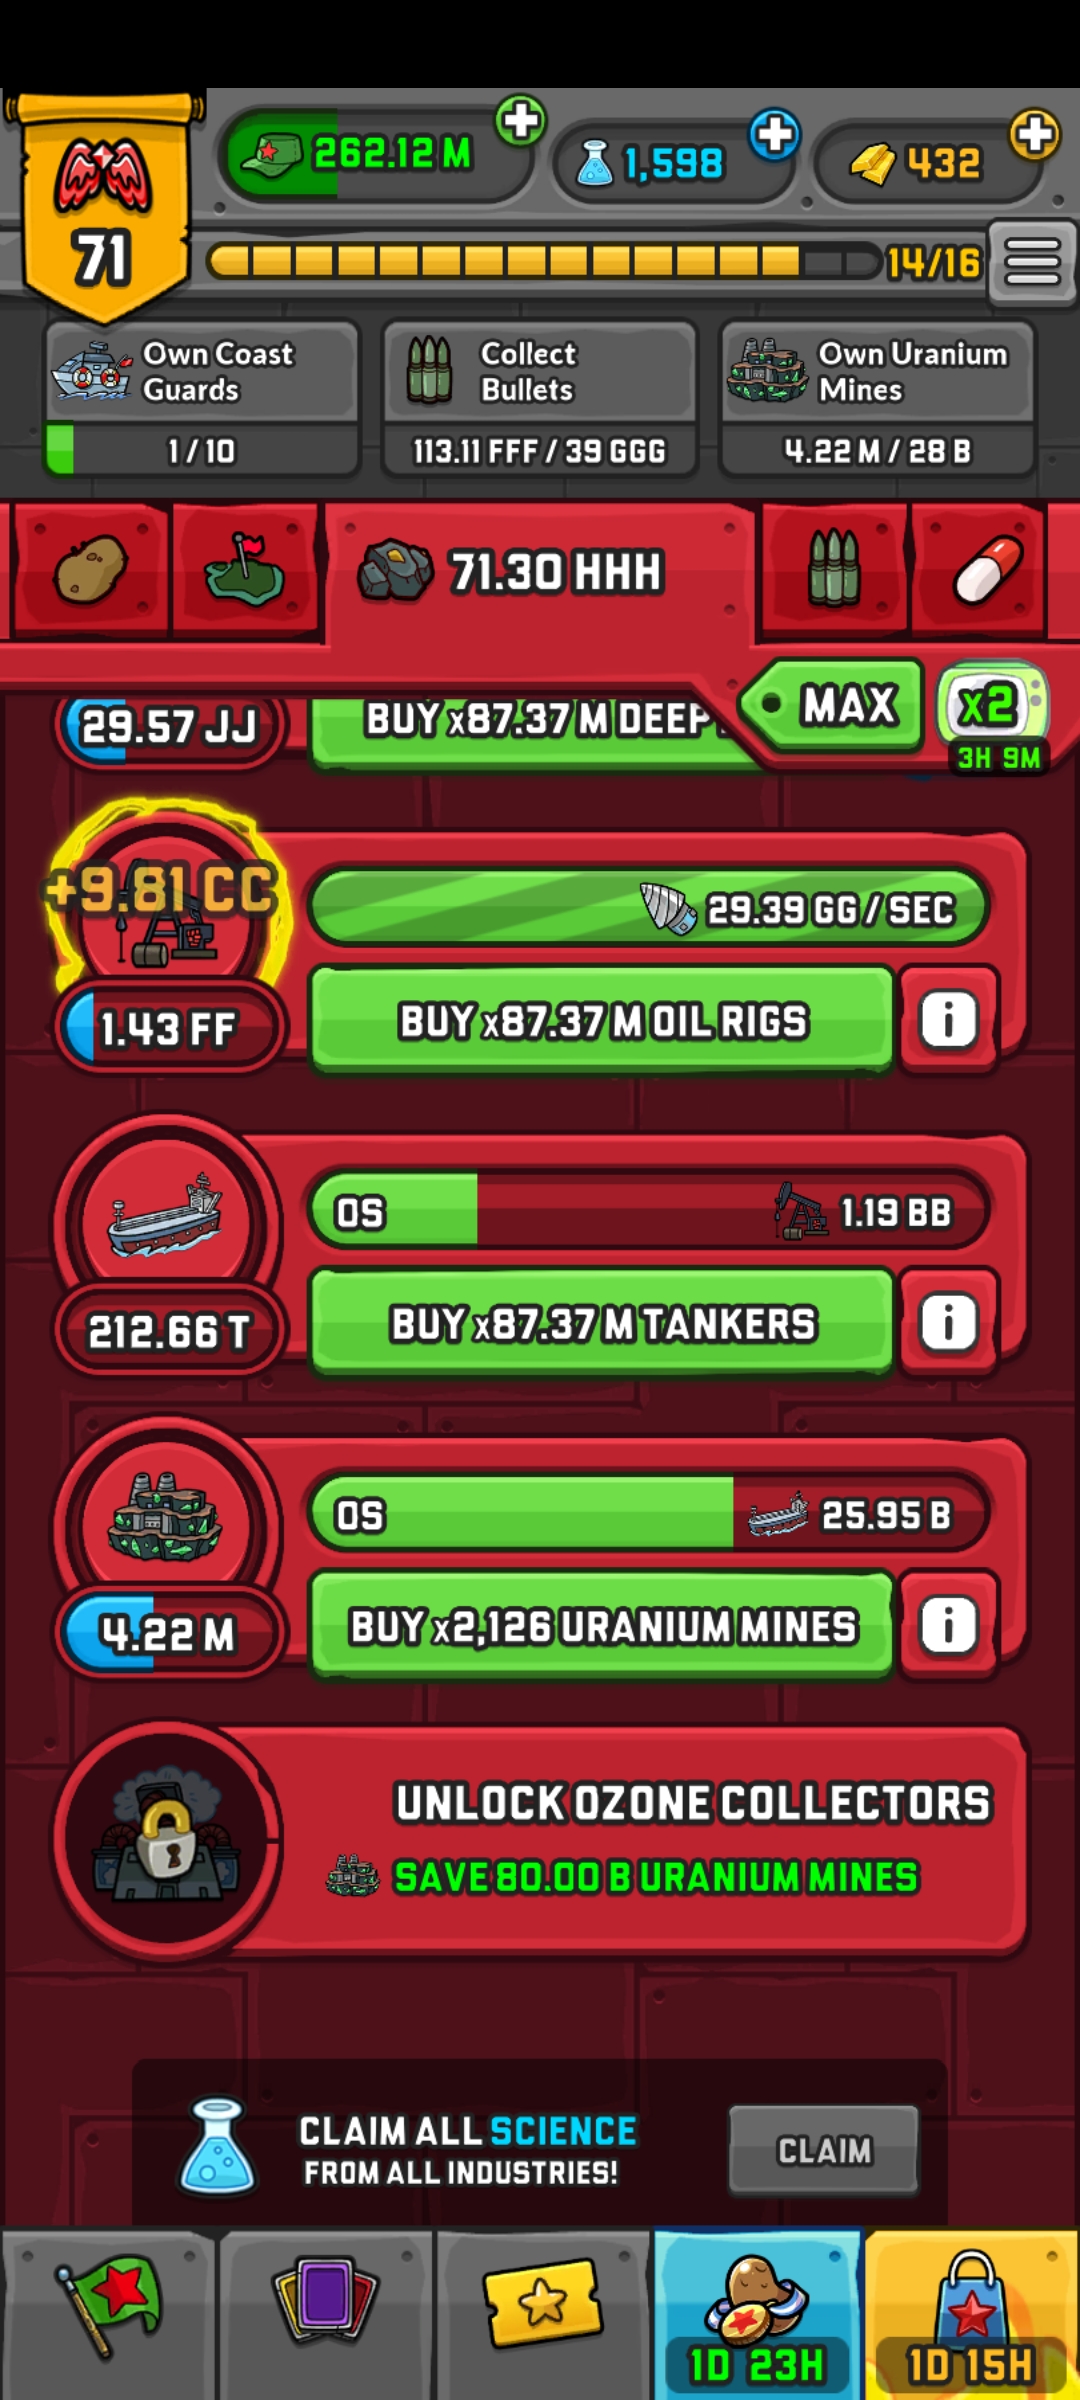 262.12 M
1,598
432
71
14/16
Own Coast
Guards
1 / 10
Collect
Bullets
113.11 FFF / 39 GGG
Own Uranium
Mines
4.22 M / 28 B
71.30 HHH
MAX
x2
3H 9M
29.57 JJ
BUY x87.37 M DEEP
+9.81 CC
29.39 GG / SEC
1.43 FF
BUY x87.37 M OIL RIGS
i
0S
1.19 BB
212.66 T
BUY x87.37 M TANKERS
i
0S
25.95 B
4.22 M
BUY x2,126 URANIUM MINES
i
UNLOCK OZONE COLLECTORS
SAVE 80.00 B URANIUM MINES
CLAIM ALL SCIENCE
FROM ALL INDUSTRIES!
CLAIM
1D 23H
1D 15H